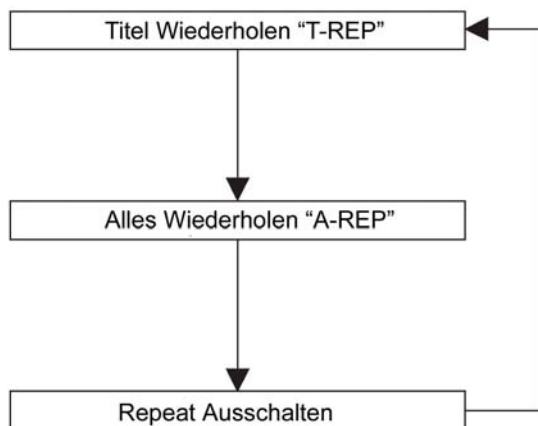 Titel Wiederholen “T-REP”
Alles Wiederholen “A-REP”
Repeat Ausschalten